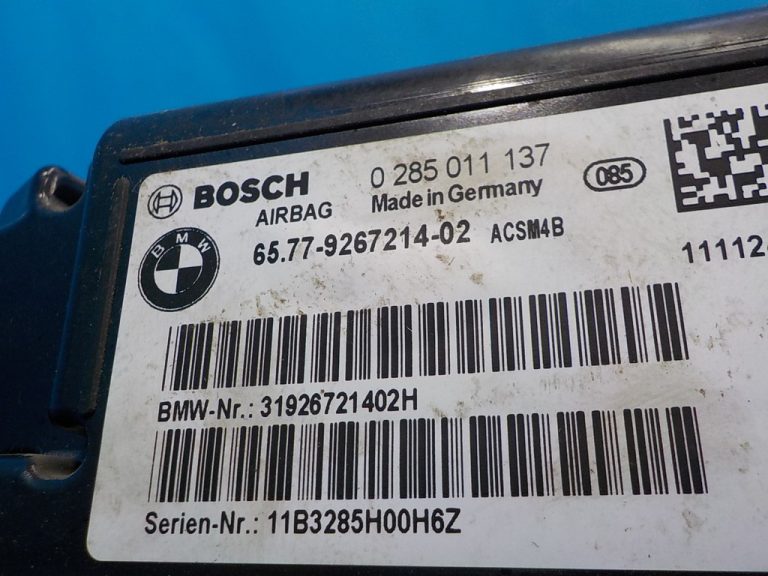 BOSCH
AIRBAG
0 285 011 137
Made in Germany
085
BMW
65.77-9267214-02 ACSM4B
BMW-Nr.: 31926721402H
Serien-Nr.: 11B3285H00H6Z